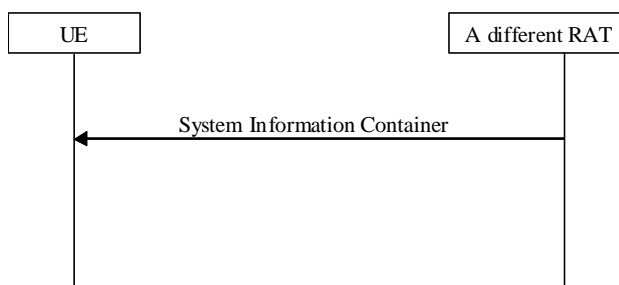 UE
A different RAT
System Information Container